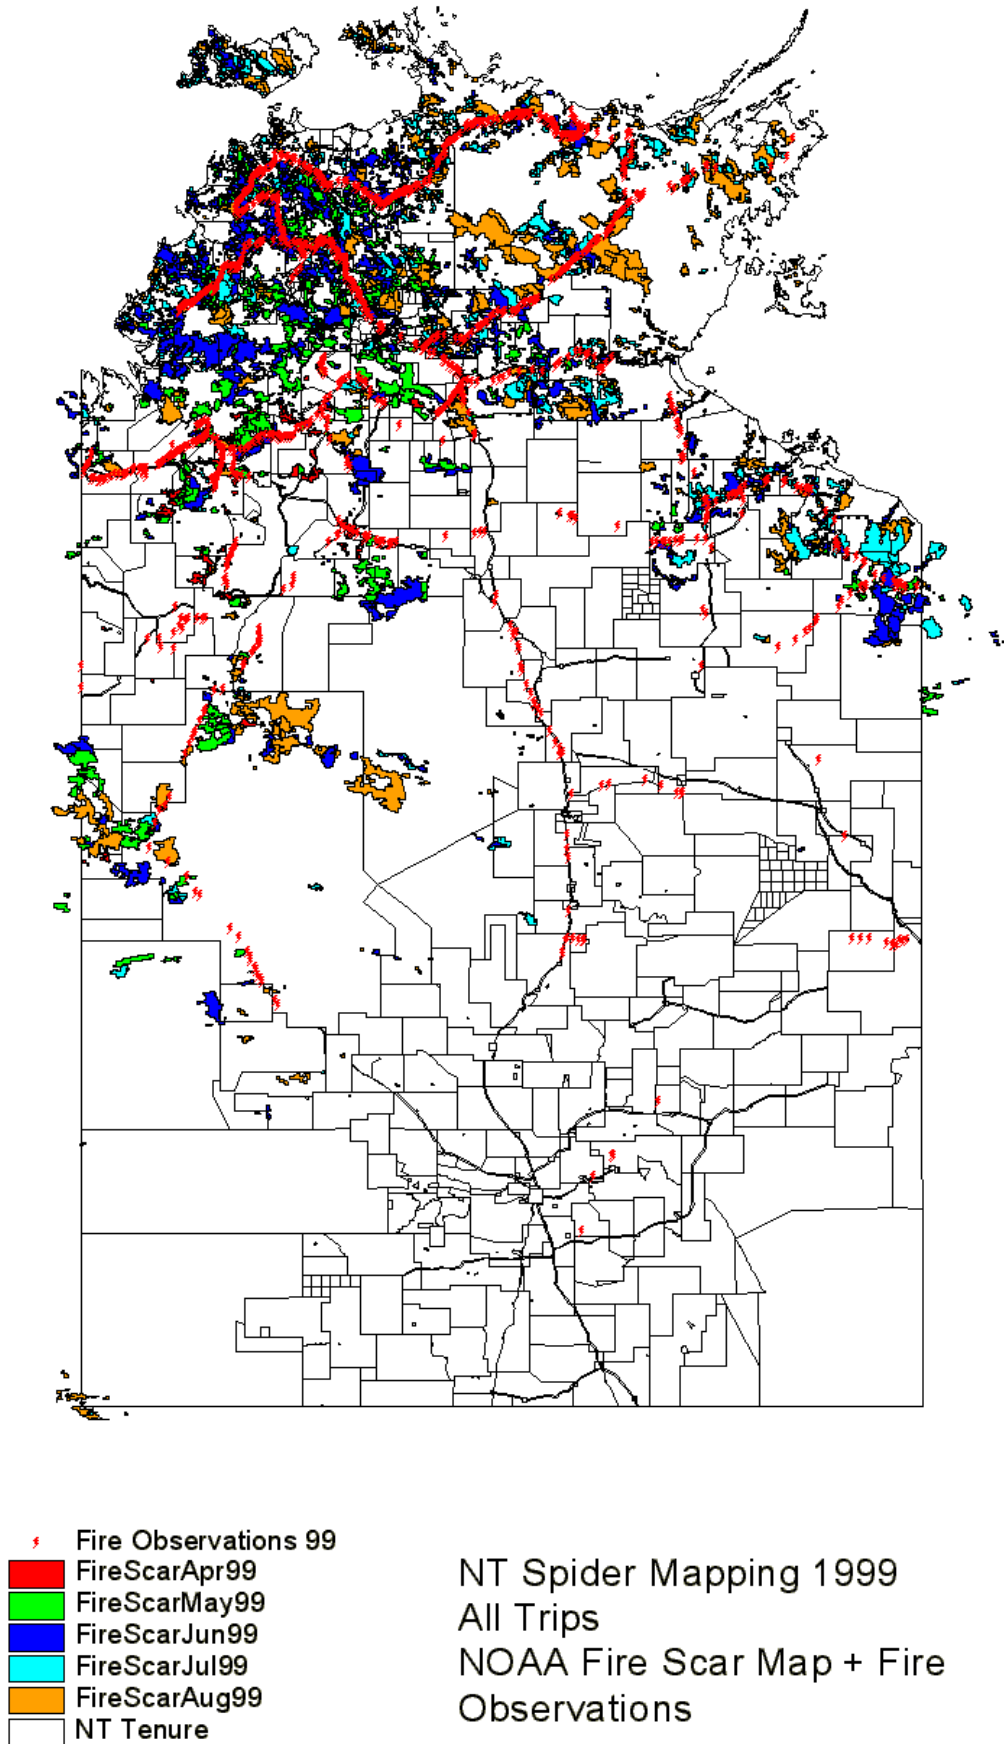 Fire Observations 99
FireScarApr99
FireScarMay99
FireScarJun99
FireScarJul99
FireScarAug99
NT Tenure
NT Spider Mapping 1999
All Trips
NOAA Fire Scar Map + Fire
Observations